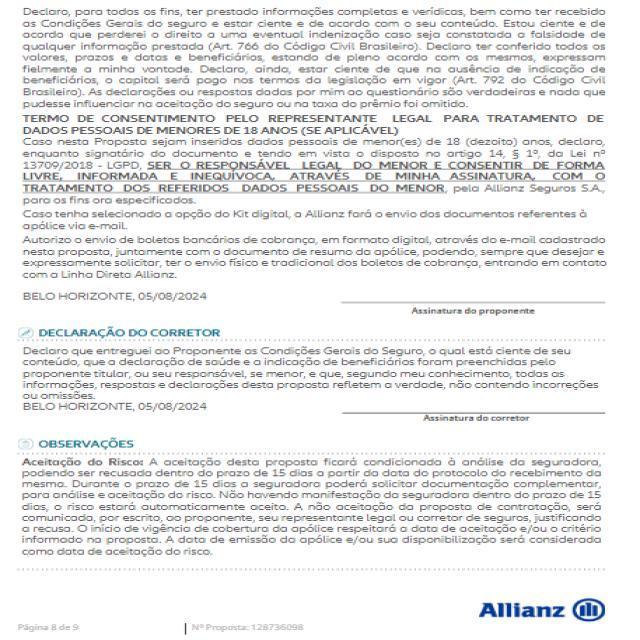 Declaro, para todos os fins, ter prestado informações completas e verídicas, bem como ter recebido
as Condições Gerais do seguro e estar ciente e de acordo com o seu conteúdo. Estou ciente e de
acordo que perderei o direito a uma eventual indenização caso seja constatada a falsidade de
qualquer informação prestada (Art. 766 do Código Civil Brasileiro). Declaro ter conferido todos os
valores, prazos e datas e beneficiários, estando de pleno acordo com os mesmos, expressam
fielmente a minha vontade. Declaro, ainda, estar ciente de que na ausência de indicação de
beneficiários, o capital será pago nos termos da legislação em vigor (Art. 792 do Código Civil
Brasileiro). As declarações ou respostas dadas por mim ao questionário são verdadeiras e nada que
pudesse influenciar na aceitação do seguro ou na taxa do prêmio foi omitido.
TERMO DE CONSENTIMENTO PELO REPRESENTANTE LEGAL PARA TRATAMENTO DE
DADOS PESSOAIS DE MENORES DE 18 ANOS (SE APLICÁVEL)
Caso nesta Proposta sejam inseridos dados pessoais de menor(es) de 18 (dezoito) anos, declaro,
enquanto signatário do documento e tendo em vista o disposto no artigo 14, § 1º, da Lei nº
13709/2018 - LGPD, SER O RESPONSÁVEL LEGAL DO MENOR E CONSENTIR DE FORMA
LIVRE, INFORMADA E INEQUÍVOCA, ATRAVÉS DE MINHA ASSINATURA, COM O
TRATAMENTO DOS REFERIDOS DADOS PESSOAIS DO MENOR, pela Allianz Seguros S.A.,
para os fins ora especificados.
Caso tenha selecionado a opção do Kit digital, a Allianz fará o envio dos documentos referentes à
apólice via e-mail.
Autorizo o envio de boletos bancários de cobrança, em formato digital, através do e-mail cadastrado
nesta proposta, juntamente com o documento de resumo da apólice, podendo, sempre que desejar e
expressamente solicitar, ter o envio físico e tradicional dos boletos de cobrança, entrando em contato
com a Linha Direta Allianz.
BELO HORIZONTE, 05/08/2024
Assinatura do proponente
DECLARAÇÃO DO CORRETOR
Declaro que entreguei ao Proponente as Condições Gerais do Seguro, o qual está ciente de seu
conteúdo, que a declaração de saúde e a indicação de beneficiários foram preenchidas pelo
proponente titular, ou seu responsável, se menor, e que, segundo meu conhecimento, todas as
informações, respostas e declarações desta proposta refletem a verdade, não contendo incorreções
ou omissões.
BELO HORIZONTE, 05/08/2024
Assinatura do corretor
OBSERVAÇÕES
Aceitação do Risco: A aceitação desta proposta ficará condicionada à análise da seguradora,
podendo ser recusada dentro do prazo de 15 dias a partir da data do protocolo do recebimento da
mesma. Durante o prazo de 15 dias a seguradora poderá solicitar documentação complementar,
para análise e aceitação do risco. Não havendo manifestação da seguradora dentro do prazo de 15
dias, o risco estará automaticamente aceito. A não aceitação da proposta de contratação, será
comunicada, por escrito, ao proponente, seu representante legal ou corretor de seguros, justificando
a recusa. O início de vigência de cobertura da apólice respeitará a data de aceitação e/ou o critério
informado na proposta. A data de emissão da apólice e/ou sua disponibilização será considerada
como data de aceitação do risco.
Allianz
Página 8 de 9
Nº Proposta: 128736098